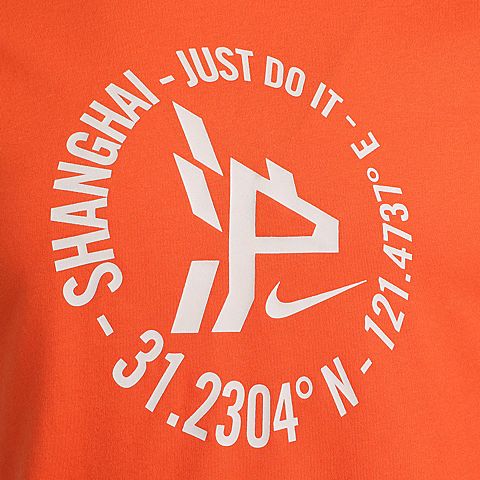 SHANGHAI - JUST DO IT - 121.4737° E - 31.2304° N -
沪